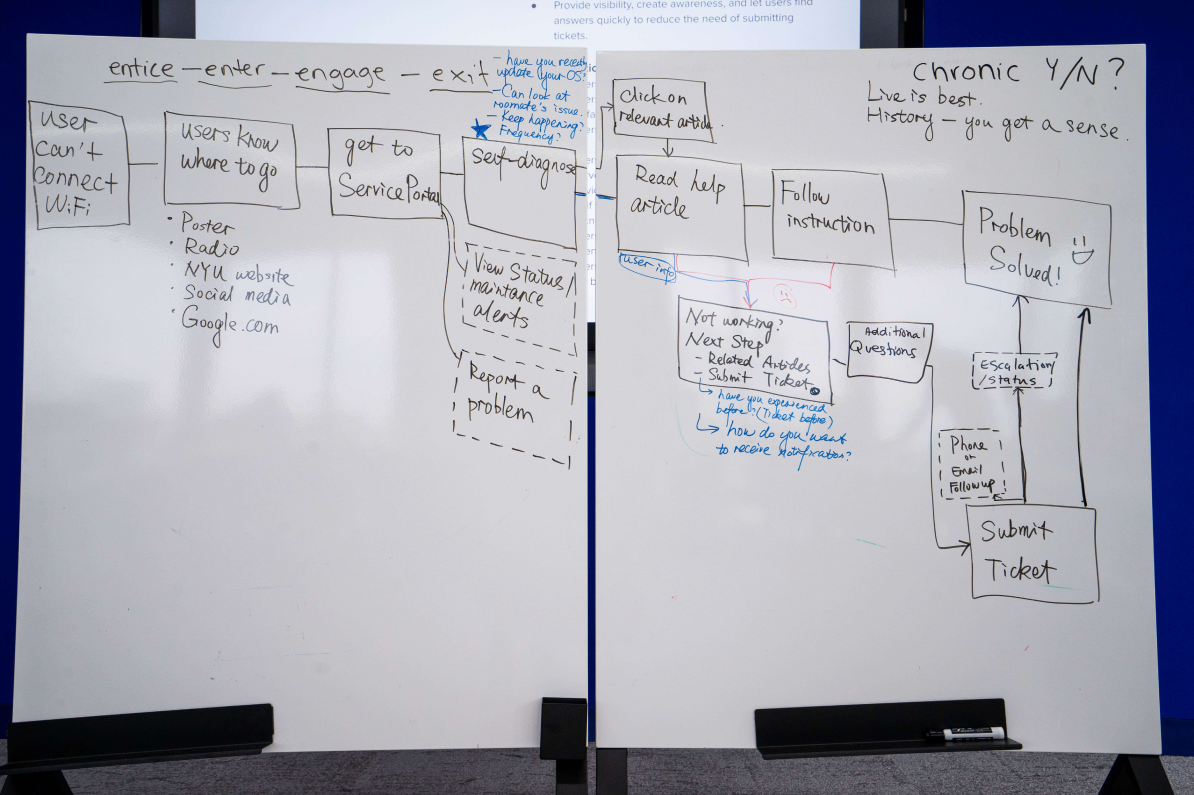 Provide visibility, create awareness, and let users find
answers quickly to reduce the need of submitting
tickets.
entice – enter – engage – exit
- have you recently
update (your OS?
- Can look at
roomate's issue.
- Keep happening?
Frequency?
chronic Y/N?
Live is best.
History – you get a sense.
user
can't
connect
WiFi
users know
where to go
• Poster
• Radio
• NYU website
• Social media
• Google.com
get to
ServicePortal
self-diagnose
View Status/
maintance
alerts
Report a
problem
click on
relevant article.
Read help
article
user info
Follow
instruction
Problem
Solved!
Not working?
Next Step
- Related Articles
- Submit Ticket
have you experienced
before? (Ticket before)
how do you want
to receive notification?
Additional
Questions
Escalation
/status
Phone
or
Email
Follow up
Submit
Ticket